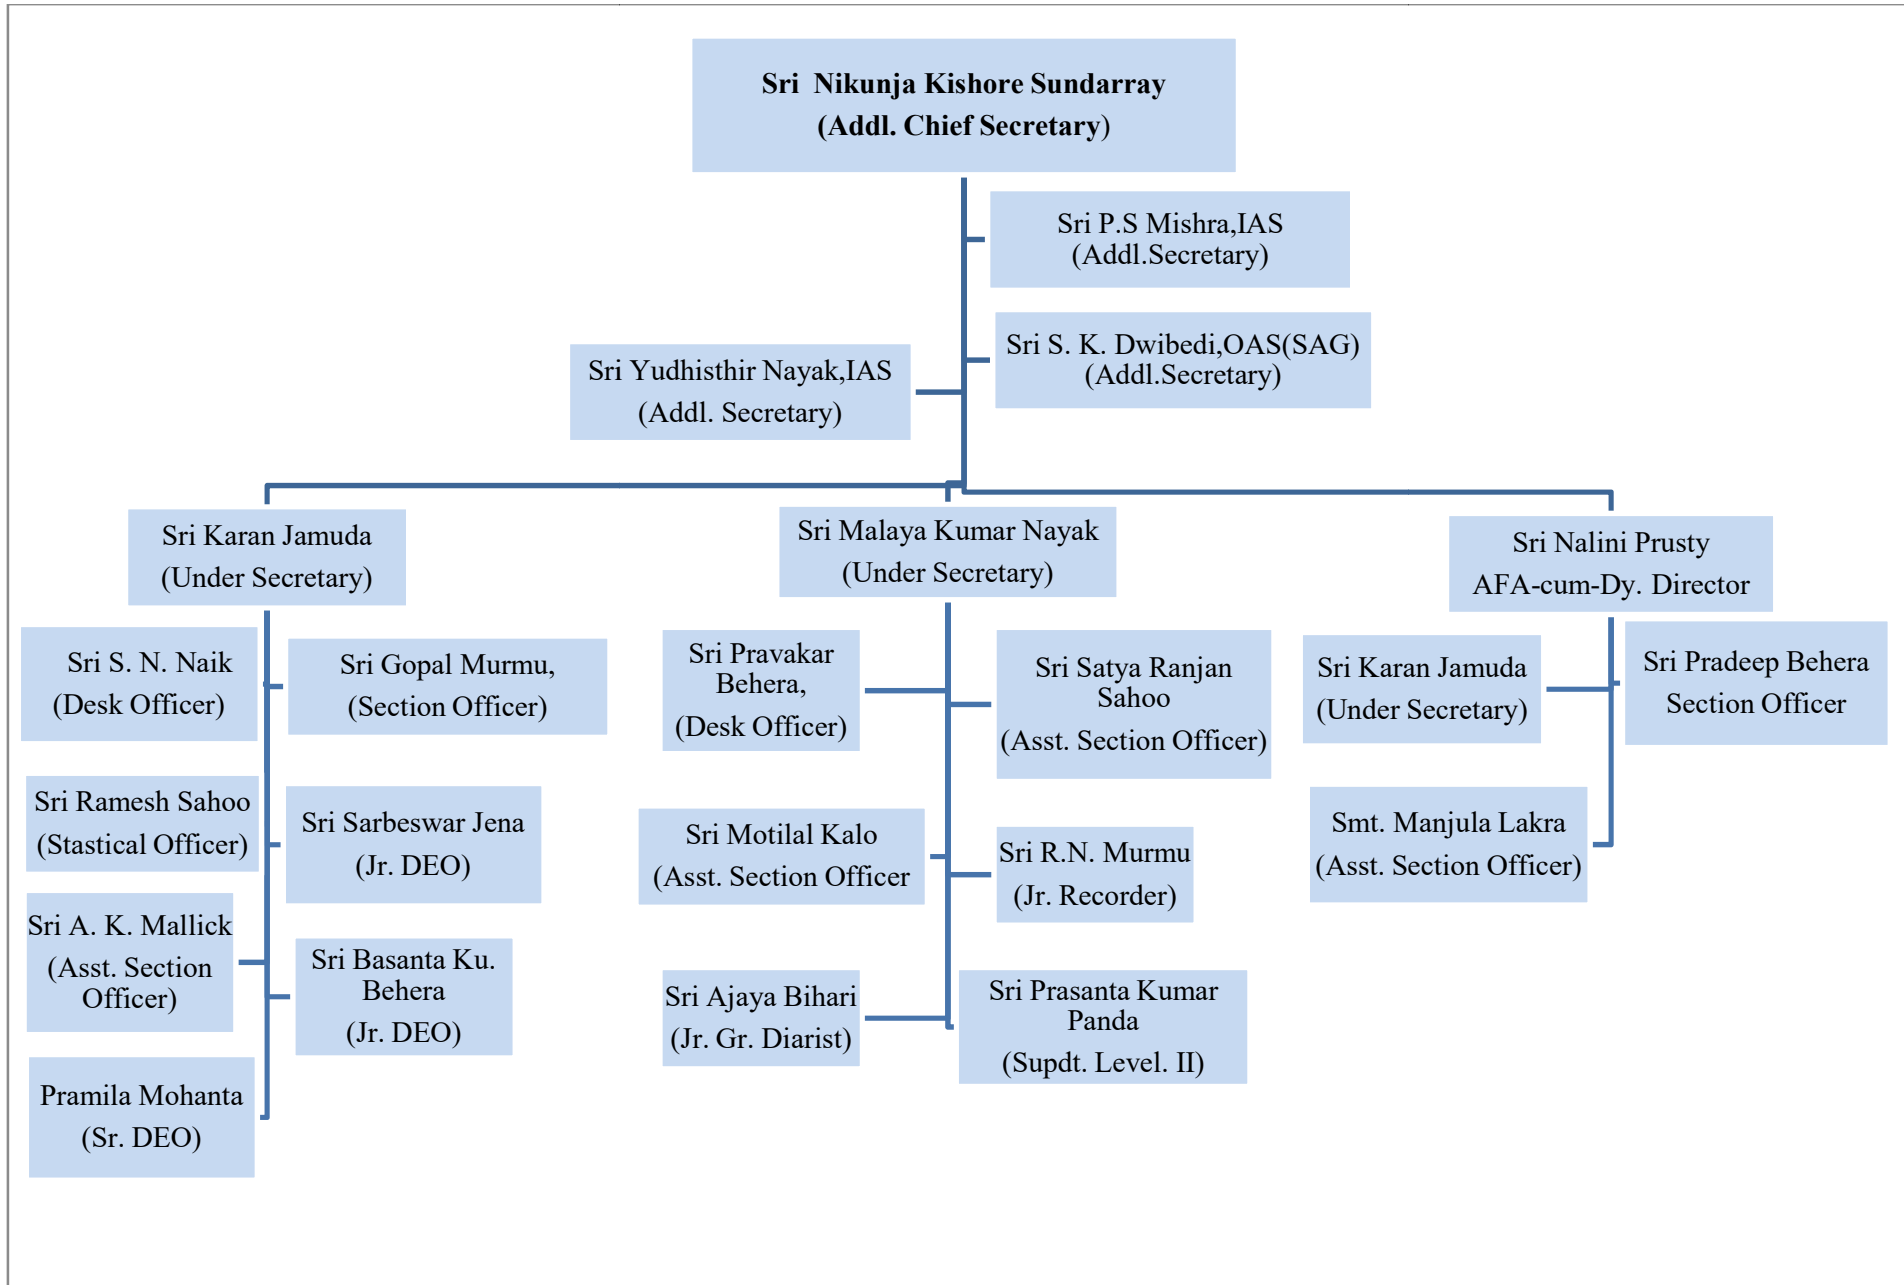 Sri  Nikunja Kishore Sundarray
(Addl. Chief Secretary)
Sri P.S Mishra,IAS
(Addl.Secretary)
Sri S. K. Dwibedi,OAS(SAG)
(Addl.Secretary)
Sri Yudhisthir Nayak,IAS
(Addl. Secretary)
Sri Karan Jamuda
(Under Secretary)
Sri S. N. Naik
(Desk Officer)
Sri Gopal Murmu,
(Section Officer)
Sri Ramesh Sahoo
(Stastical Officer)
Sri Sarbeswar Jena
(Jr. DEO)
Sri A. K. Mallick
(Asst. Section
Officer)
Sri Basanta Ku.
Behera
(Jr. DEO)
Pramila Mohanta
(Sr. DEO)
Sri Malaya Kumar Nayak
(Under Secretary)
Sri Pravakar
Behera,
(Desk Officer)
Sri Satya Ranjan
Sahoo
(Asst. Section Officer)
Sri Motilal Kalo
(Asst. Section Officer
Sri R.N. Murmu
(Jr. Recorder)
Sri Ajaya Bihari
(Jr. Gr. Diarist)
Sri Prasanta Kumar
Panda
(Supdt. Level. II)
Sri Nalini Prusty
AFA-cum-Dy. Director
Sri Karan Jamuda
(Under Secretary)
Sri Pradeep Behera
Section Officer
Smt. Manjula Lakra
(Asst. Section Officer)